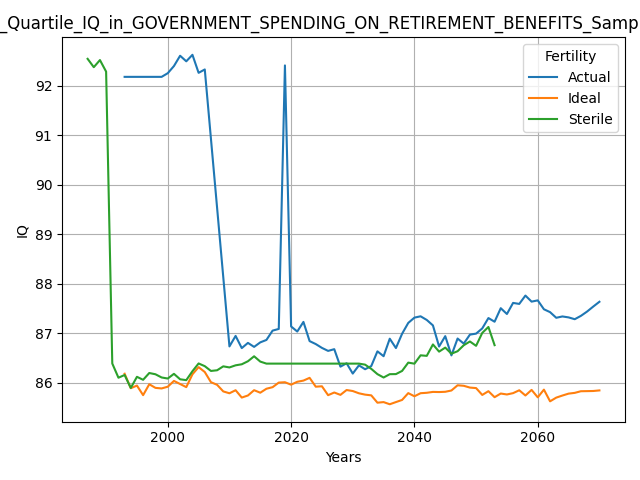 _Quartile_IQ_in_GOVERNMENT_SPENDING_ON_RETIREMENT_BENEFITS_Samp
Fertility
Actual
Ideal
Sterile
IQ
92
91
90
89
88
87
86
2000
2020
2040
2060
Years